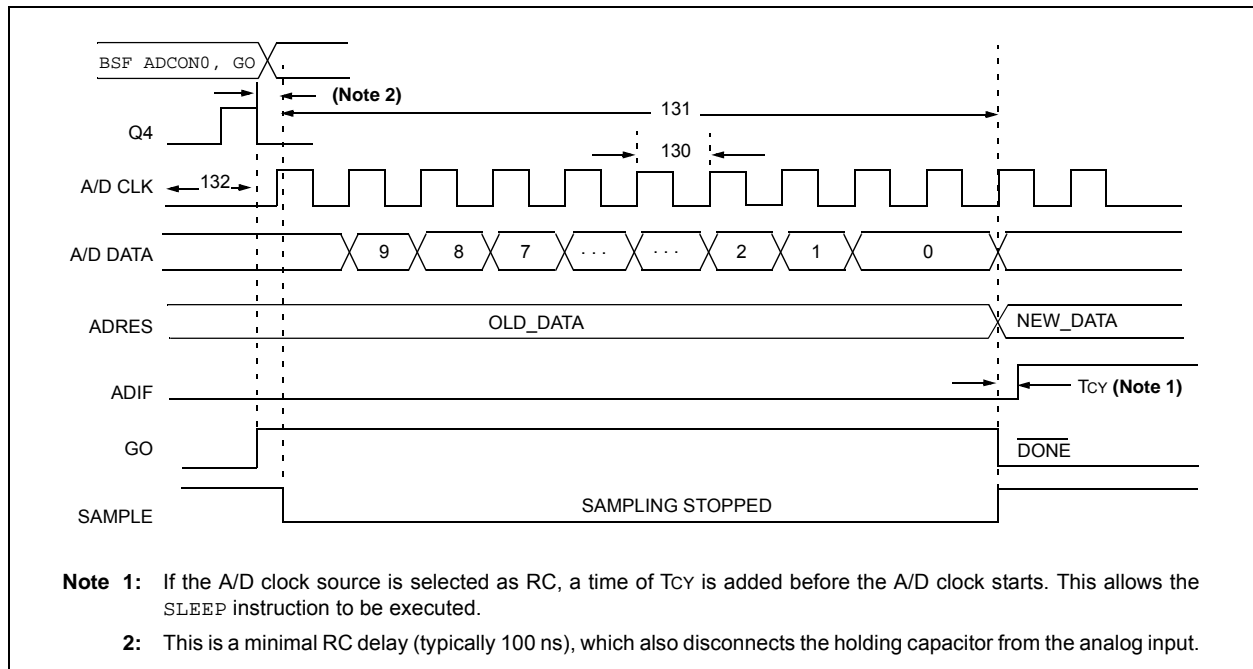 BSF ADCON0, GO
(Note 2)
131
Q4
130
A/D CLK
132
A/D DATA
9 8 7 . . . . . . 2 1 0
ADRES
OLD_DATA
NEW_DATA
ADIF
TCY (Note 1)
GO
DONE
SAMPLE
SAMPLING STOPPED
Note 1: If the A/D clock source is selected as RC, a time of TCY is added before the A/D clock starts. This allows the
SLEEP instruction to be executed.
2: This is a minimal RC delay (typically 100 ns), which also disconnects the holding capacitor from the analog input.